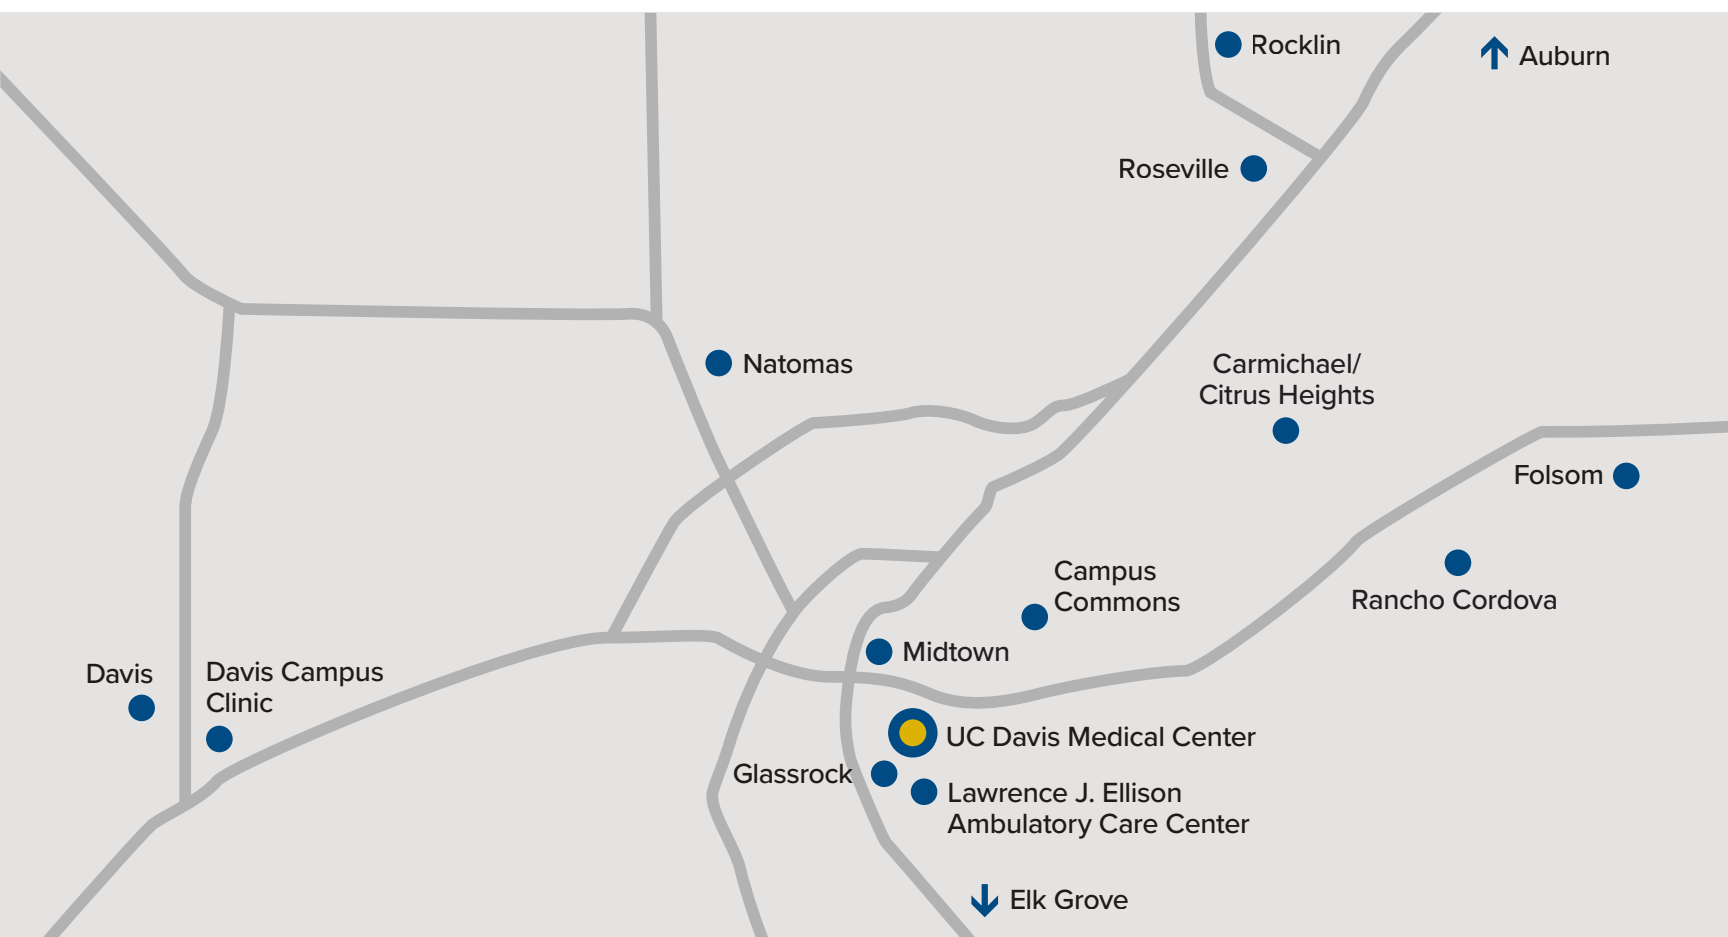 Rocklin
Auburn
Roseville
Natomas
Carmichael/
Citrus Heights
Folsom
Campus
Commons
Rancho Cordova
Midtown
Davis
Davis Campus
Clinic
UC Davis Medical Center
Glassrock
Lawrence J. Ellison
Ambulatory Care Center
Elk Grove